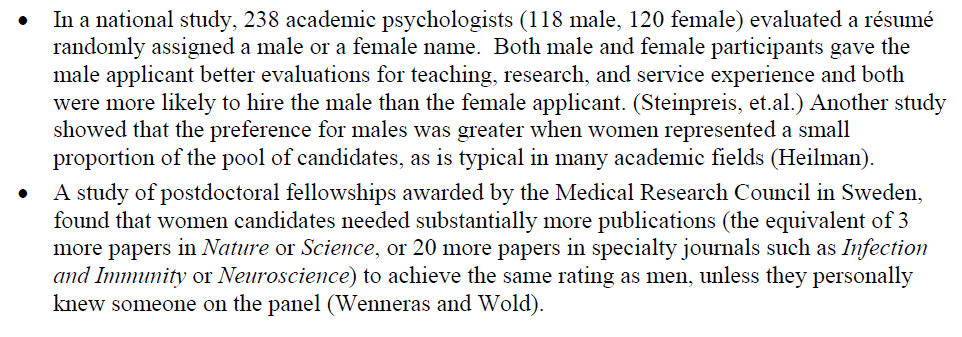 • In a national study, 238 academic psychologists (118 male, 120 female) evaluated a résumé
randomly assigned a male or a female name.  Both male and female participants gave the
male applicant better evaluations for teaching, research, and service experience and both
were more likely to hire the male than the female applicant. (Steinpreis, et.al.) Another study
showed that the preference for males was greater when women represented a small
proportion of the pool of candidates, as is typical in many academic fields (Heilman).
• A study of postdoctoral fellowships awarded by the Medical Research Council in Sweden,
found that women candidates needed substantially more publications (the equivalent of 3
more papers in Nature or Science, or 20 more papers in specialty journals such as Infection
and Immunity or Neuroscience) to achieve the same rating as men, unless they personally
knew someone on the panel (Wenneras and Wold).